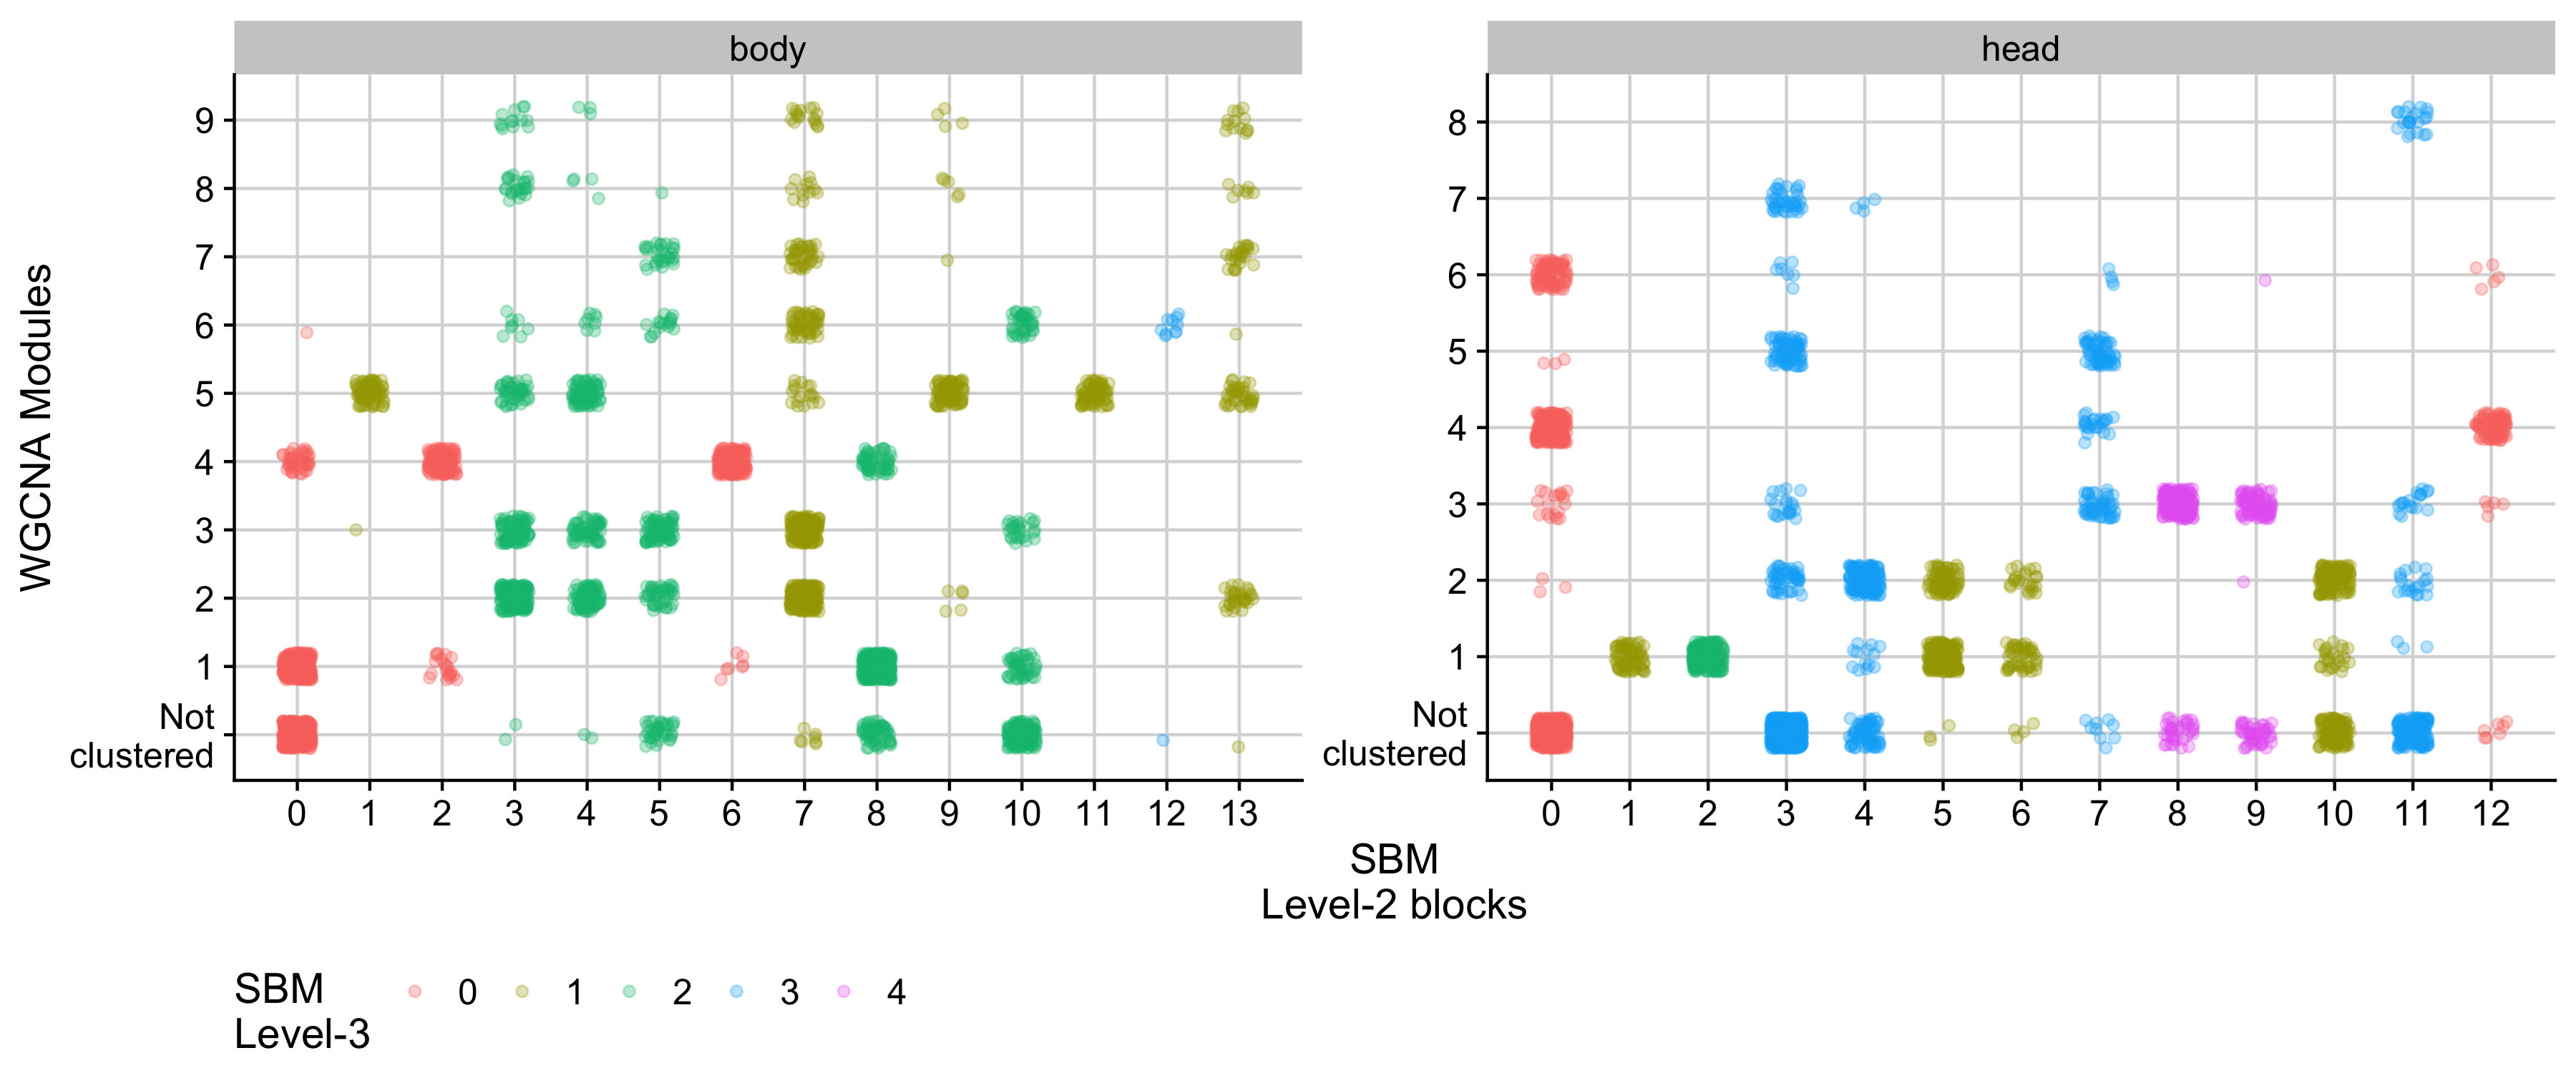 body
head
WGCNA Modules
9
8
7
6
5
4
3
2
1
Not
clustered
0 1 2 3 4 5 6 7 8 9 10 11 12 13
8
7
6
5
4
3
2
1
Not
clustered
0 1 2 3 4 5 6 7 8 9 10 11 12
SBM
Level-2 blocks
SBM
Level-3
0 1 2 3 4